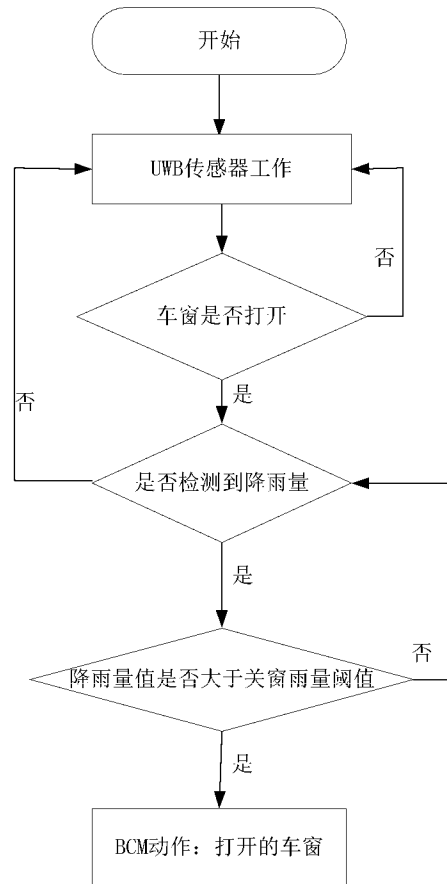 开始
UWB传感器工作
否
车窗是否打开
是
否
是否检测到降雨量
是
否
降雨量值是否大于关窗雨量阈值
是
BCM动作：打开的车窗